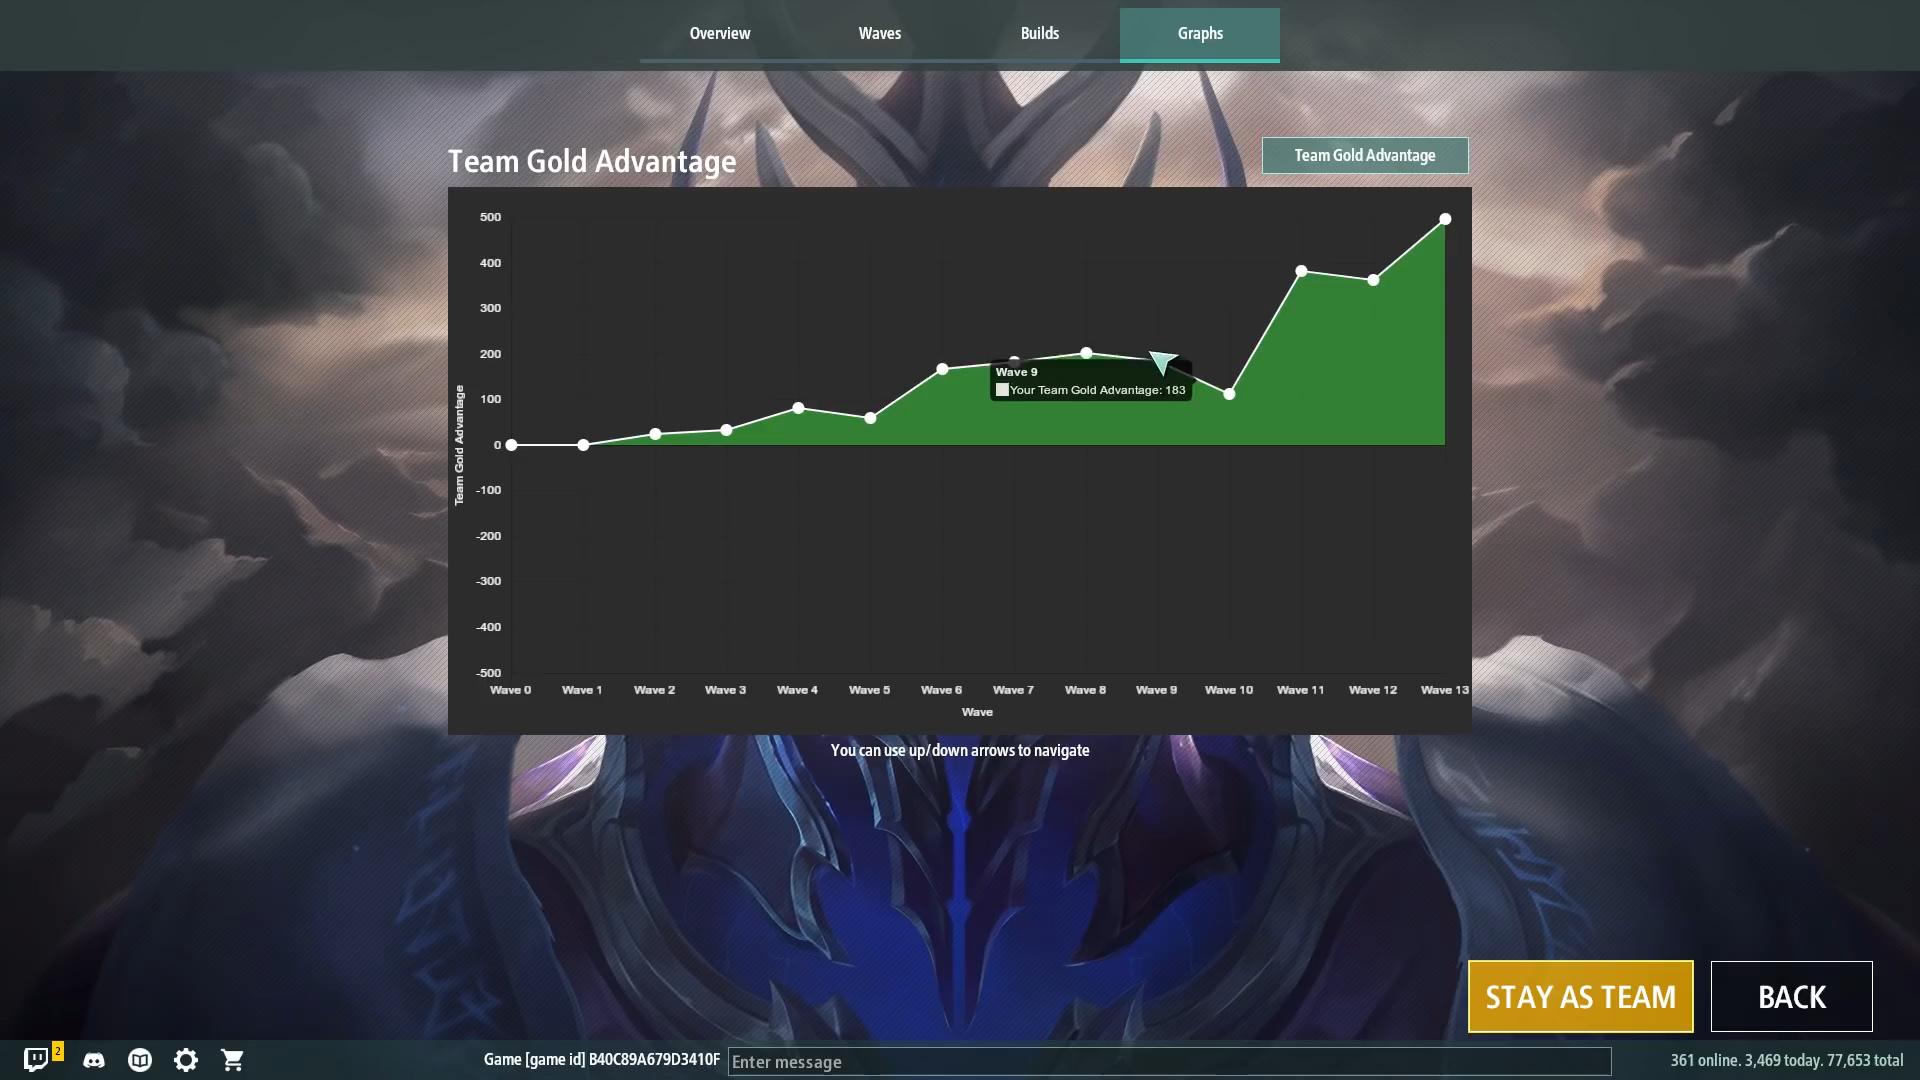 Overview
Waves
Builds
Graphs
Team Gold Advantage
Team Gold Advantage
500
400
300
200
100
0
-100
-200
-300
-400
-500
Team Gold Advantage
Wave 9
Your Team Gold Advantage: 183
Wave 0
Wave 1
Wave 2
Wave 3
Wave 4
Wave 5
Wave 6
Wave 7
Wave 8
Wave 9
Wave 10
Wave 11
Wave 12
Wave 13
Wave
You can use up/down arrows to navigate
STAY AS TEAM
BACK
2
Game [game id] B40C89A679D3410F
Enter message
361 online. 3,469 today. 77,653 total